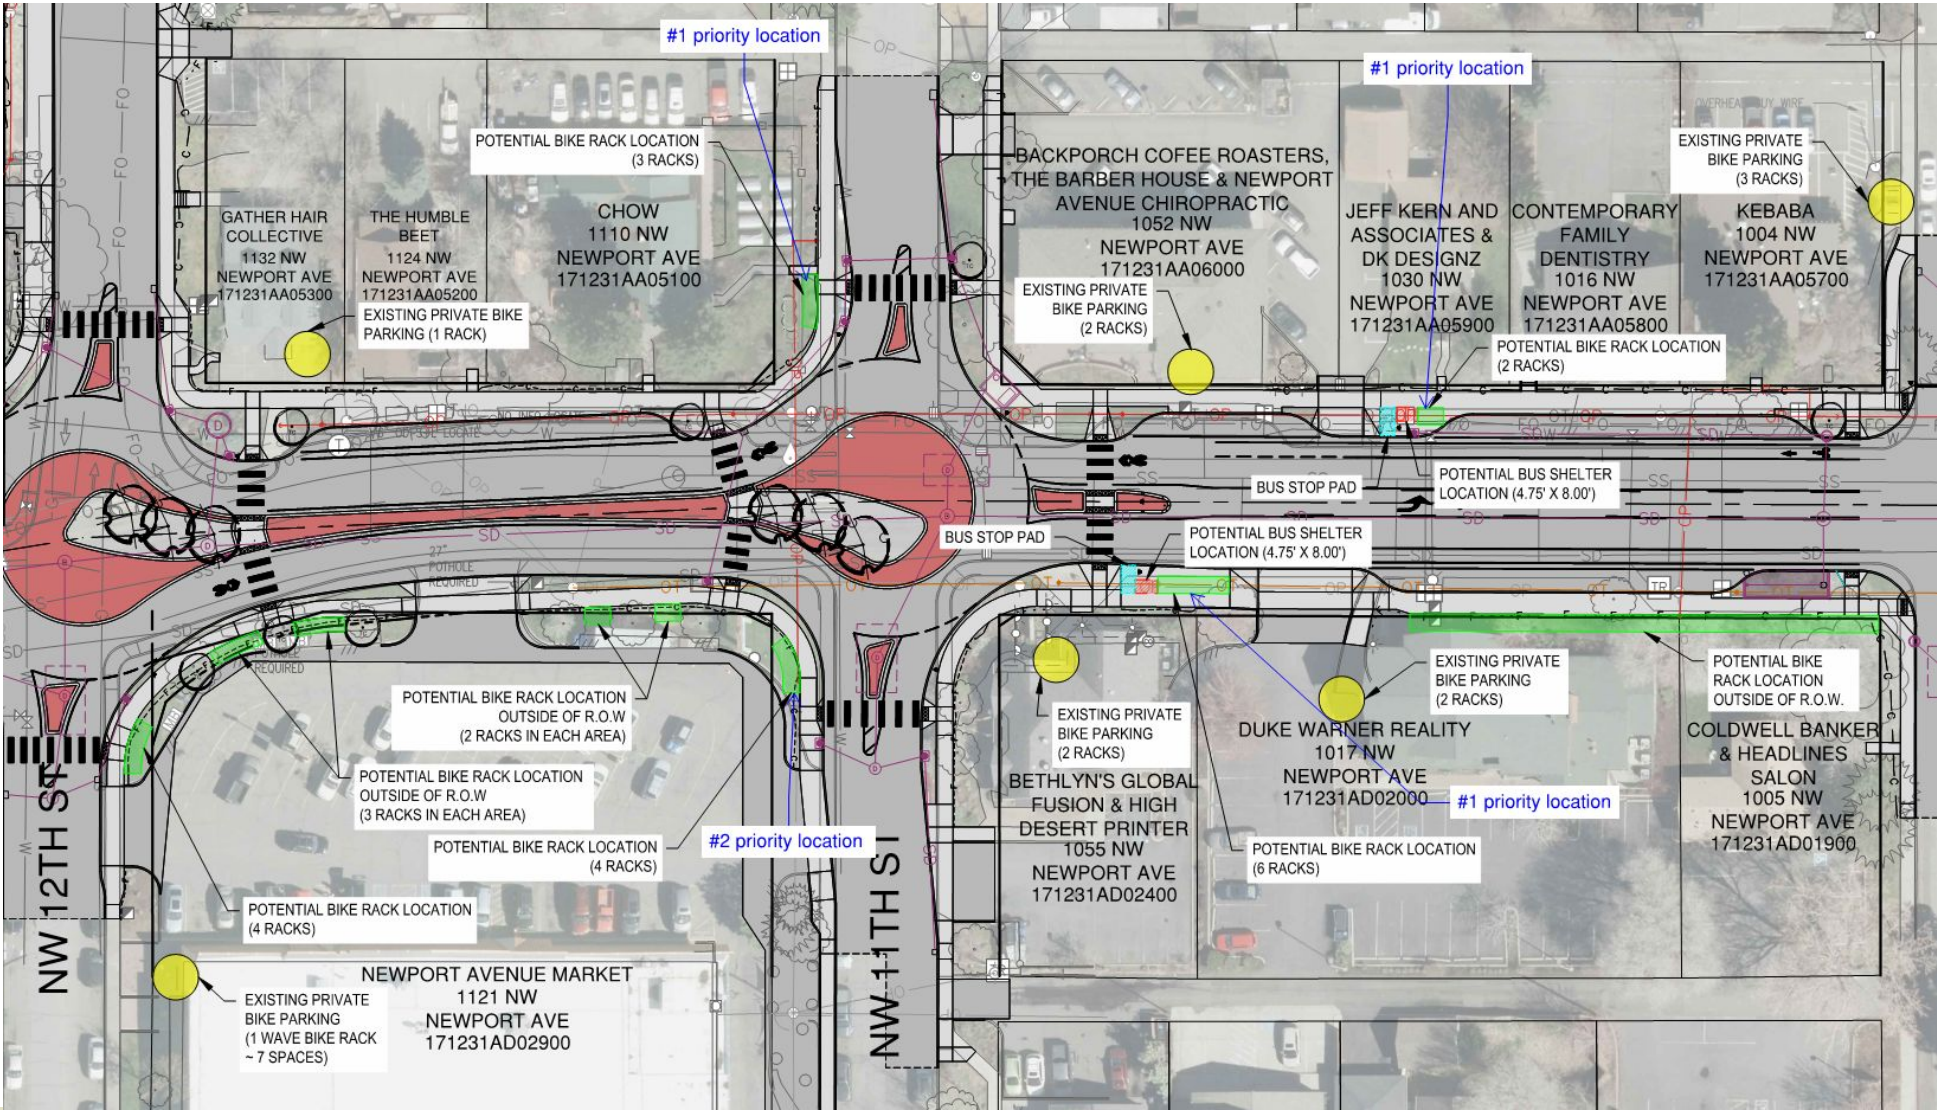 #1 priority location
#1 priority location
POTENTIAL BIKE RACK LOCATION
(3 RACKS)
OVERHEAD GUY WIRE
EXISTING PRIVATE
BIKE PARKING
(3 RACKS)
GATHER HAIR
COLLECTIVE
1132 NW
NEWPORT AVE
171231AA05300
THE HUMBLE
BEET
1124 NW
NEWPORT AVE
171231AA05200
CHOW
1110 NW
NEWPORT AVE
171231AA05100
BACKPORCH COFEE ROASTERS,
THE BARBER HOUSE & NEWPORT
AVENUE CHIROPRACTIC
1052 NW
NEWPORT AVE
171231AA06000
JEFF KERN AND
ASSOCIATES &
DK DESIGNZ
1030 NW
NEWPORT AVE
171231AA05900
CONTEMPORARY
FAMILY
DENTISTRY
1016 NW
NEWPORT AVE
171231AA05800
KEBABA
1004 NW
NEWPORT AVE
171231AA05700
EXISTING PRIVATE BIKE
PARKING (1 RACK)
EXISTING PRIVATE
BIKE PARKING
(2 RACKS)
POTENTIAL BIKE RACK LOCATION
(2 RACKS)
BUS STOP PAD
POTENTIAL BUS SHELTER
LOCATION (4.75' X 8.00')
BUS STOP PAD
POTENTIAL BUS SHELTER
LOCATION (4.75' X 8.00')
27"
POTHOLE
REQUIRED
TR
POTENTIAL BIKE RACK LOCATION
OUTSIDE OF R.O.W
(2 RACKS IN EACH AREA)
POTENTIAL BIKE RACK LOCATION
OUTSIDE OF R.O.W
(3 RACKS IN EACH AREA)
POTENTIAL BIKE RACK LOCATION
(4 RACKS)
#2 priority location
POTENTIAL BIKE RACK LOCATION
(4 RACKS)
EXISTING PRIVATE
BIKE PARKING
(2 RACKS)
EXISTING PRIVATE
BIKE PARKING
(2 RACKS)
POTENTIAL BIKE
RACK LOCATION
OUTSIDE OF R.O.W.
BETHLYN'S GLOBAL
FUSION & HIGH
DESERT PRINTER
1055 NW
NEWPORT AVE
171231AD02400
DUKE WARNER REALITY
1017 NW
NEWPORT AVE
171231AD02000
#1 priority location
POTENTIAL BIKE RACK LOCATION
(6 RACKS)
COLDWELL BANKER
& HEADLINES
SALON
1005 NW
NEWPORT AVE
171231AD01900
NW 12TH ST
NW 11TH ST
EXISTING PRIVATE
BIKE PARKING
(1 WAVE BIKE RACK
~ 7 SPACES)
NEWPORT AVENUE MARKET
1121 NW
NEWPORT AVE
171231AD02900